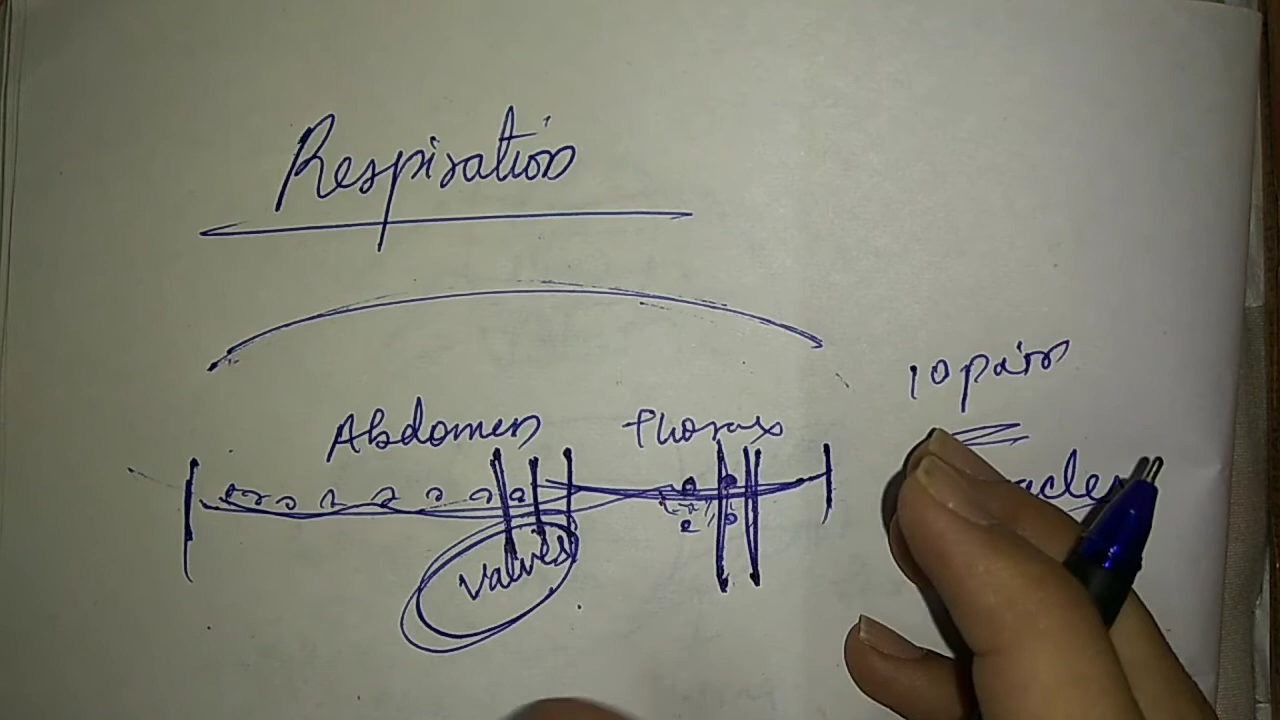 Respiration
Abdomen Thorax
10 pairs
valves